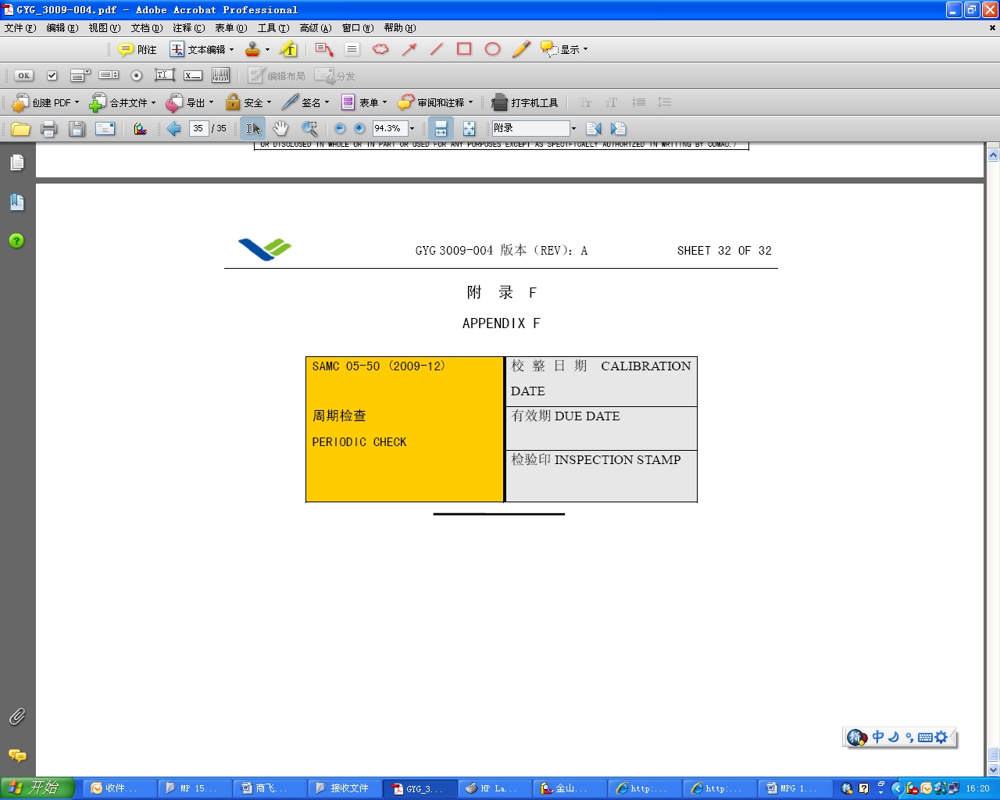 GYG_3009-004.pdf - Adobe Acrobat Professional
文件(F) 编辑(E) 视图(V) 文档(D) 注释(C) 表单(O) 工具(T) 高级(A) 窗口(W) 帮助(H)
附注 文本编辑 显示
OK 编辑布局 分发
创建 PDF 合并文件 导出 安全 签名 表单 审阅和注释 打字机工具
35 / 35 94.3% 附录
OR DISCLOSED IN WHOLE OR IN PART OR USED FOR ANY PURPOSES EXCEPT AS SPECIFICALLY AUTHORIZED IN WRITING BY COMAC.)
GYG 3009-004 版本（REV）：A SHEET 32 OF 32
附 录 F
APPENDIX F
SAMC 05-50 (2009-12)
周期检查
PERIODIC CHECK
校 整 日 期 CALIBRATION
DATE
有效期 DUE DATE
检验印 INSPECTION STAMP
中
开始 收件... MP 15... 商飞... 接收文件 GYG_3... HP La... 金山... http:... http:... MPG 1... 16:20